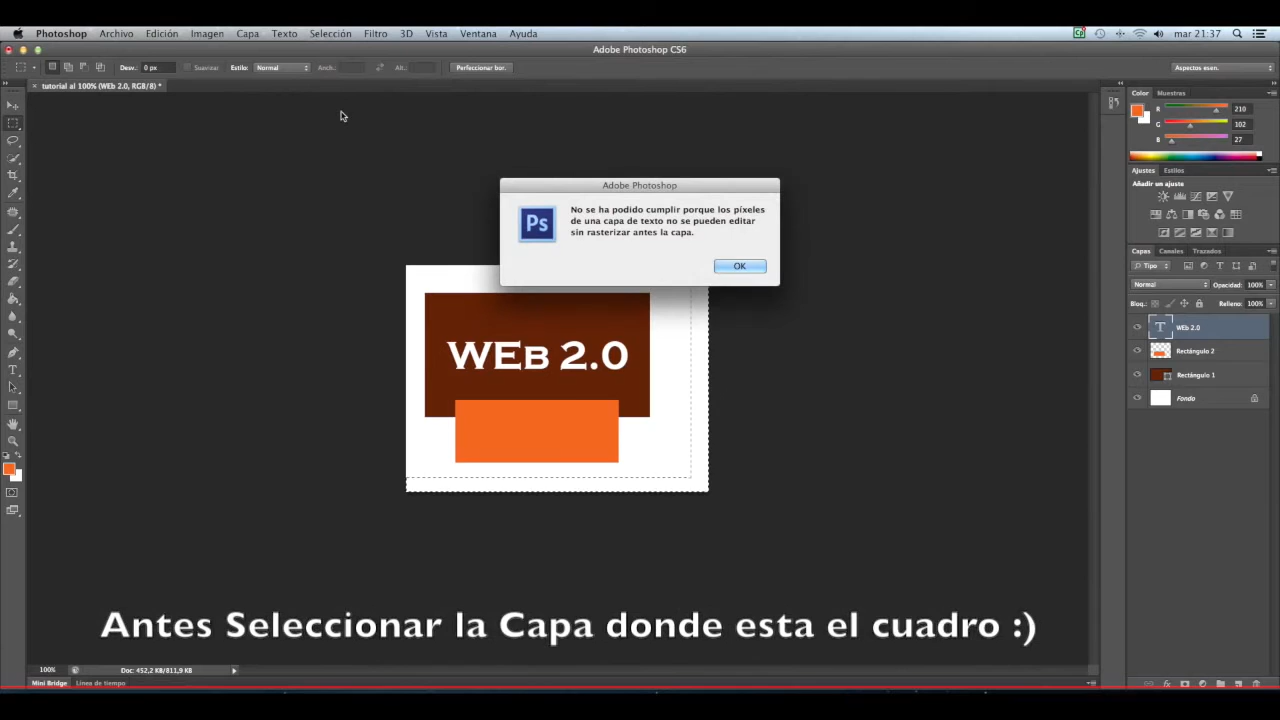 Photoshop Archivo Edición Imagen Capa Texto Selección Filtro 3D Vista Ventana Ayuda mar 21:37
Adobe Photoshop CS6
Desv.: 0 px Suavizar Estilo: Normal Anch.: Alt.: Perfeccionar bor. Aspectos esen.
× tutorial al 100% (WEb 2.0, RGB/8) *
Color Muestras
R 210
G 102
B 27
Ajustes Estilos
Añadir un ajuste
Adobe Photoshop
Ps
No se ha podido cumplir porque los píxeles
de una capa de texto no se pueden editar
sin rasterizar antes la capa.
OK
Capas Canales Trazados
Tipo
Normal Opacidad: 100%
Bloq.: Relleno: 100%
T WEb 2.0
Rectángulo 2
Rectángulo 1
Fondo
WEb 2.0
Antes Seleccionar la Capa donde esta el cuadro :)
100% Doc: 452,2 KB/811,9 KB
Mini Bridge Línea de tiempo